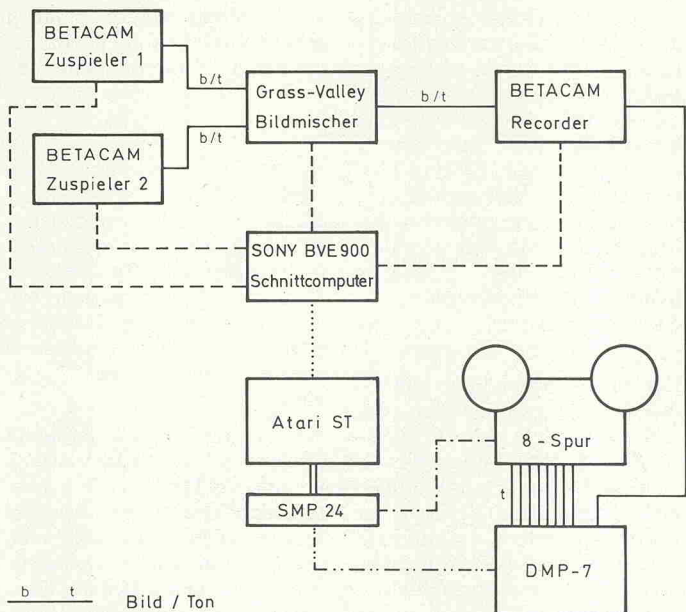 BETACAM
Zuspieler 1
b/t
Grass-Valley
Bildmischer
b/t
BETACAM
Recorder
b/t
BETACAM
Zuspieler 2
SONY BVE 900
Schnittcomputer
Atari ST
8-Spur
t
SMP 24
DMP-7
b t Bild / Ton